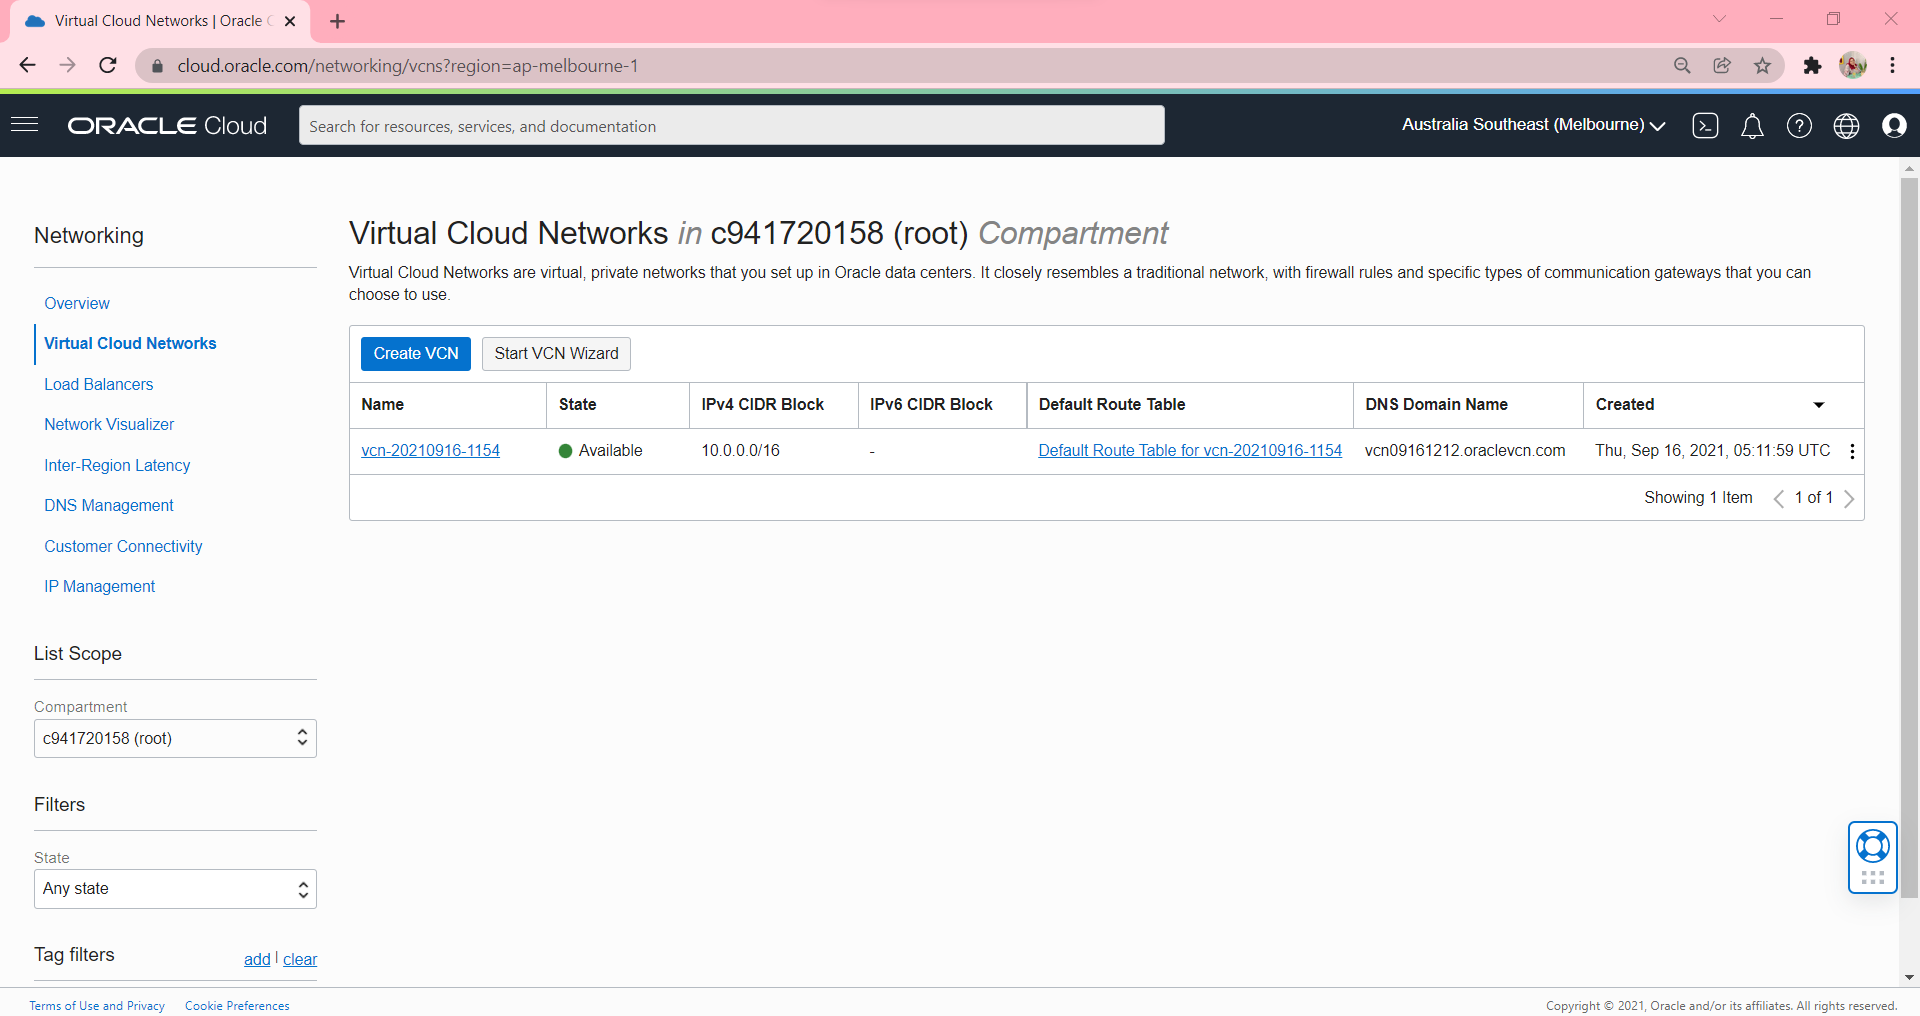 Virtual Cloud Networks | Oracle
cloud.oracle.com/networking/vcns?region=ap-melbourne-1
ORACLE Cloud
Search for resources, services, and documentation
Australia Southeast (Melbourne)
Networking
Overview
Virtual Cloud Networks
Load Balancers
Network Visualizer
Inter-Region Latency
DNS Management
Customer Connectivity
IP Management
List Scope
Compartment
c941720158 (root)
Filters
State
Any state
Tag filters
add | clear
Virtual Cloud Networks in c941720158 (root) Compartment
Virtual Cloud Networks are virtual, private networks that you set up in Oracle data centers. It closely resembles a traditional network, with firewall rules and specific types of communication gateways that you can
choose to use.
Create VCN Start VCN Wizard
Name State IPv4 CIDR Block IPv6 CIDR Block Default Route Table DNS Domain Name Created
vcn-20210916-1154 Available 10.0.0.0/16 - Default Route Table for vcn-20210916-1154 vcn09161212.oraclevcn.com Thu, Sep 16, 2021, 05:11:59 UTC
Showing 1 Item 1 of 1
Terms of Use and Privacy Cookie Preferences
Copyright © 2021, Oracle and/or its affiliates. All rights reserved.